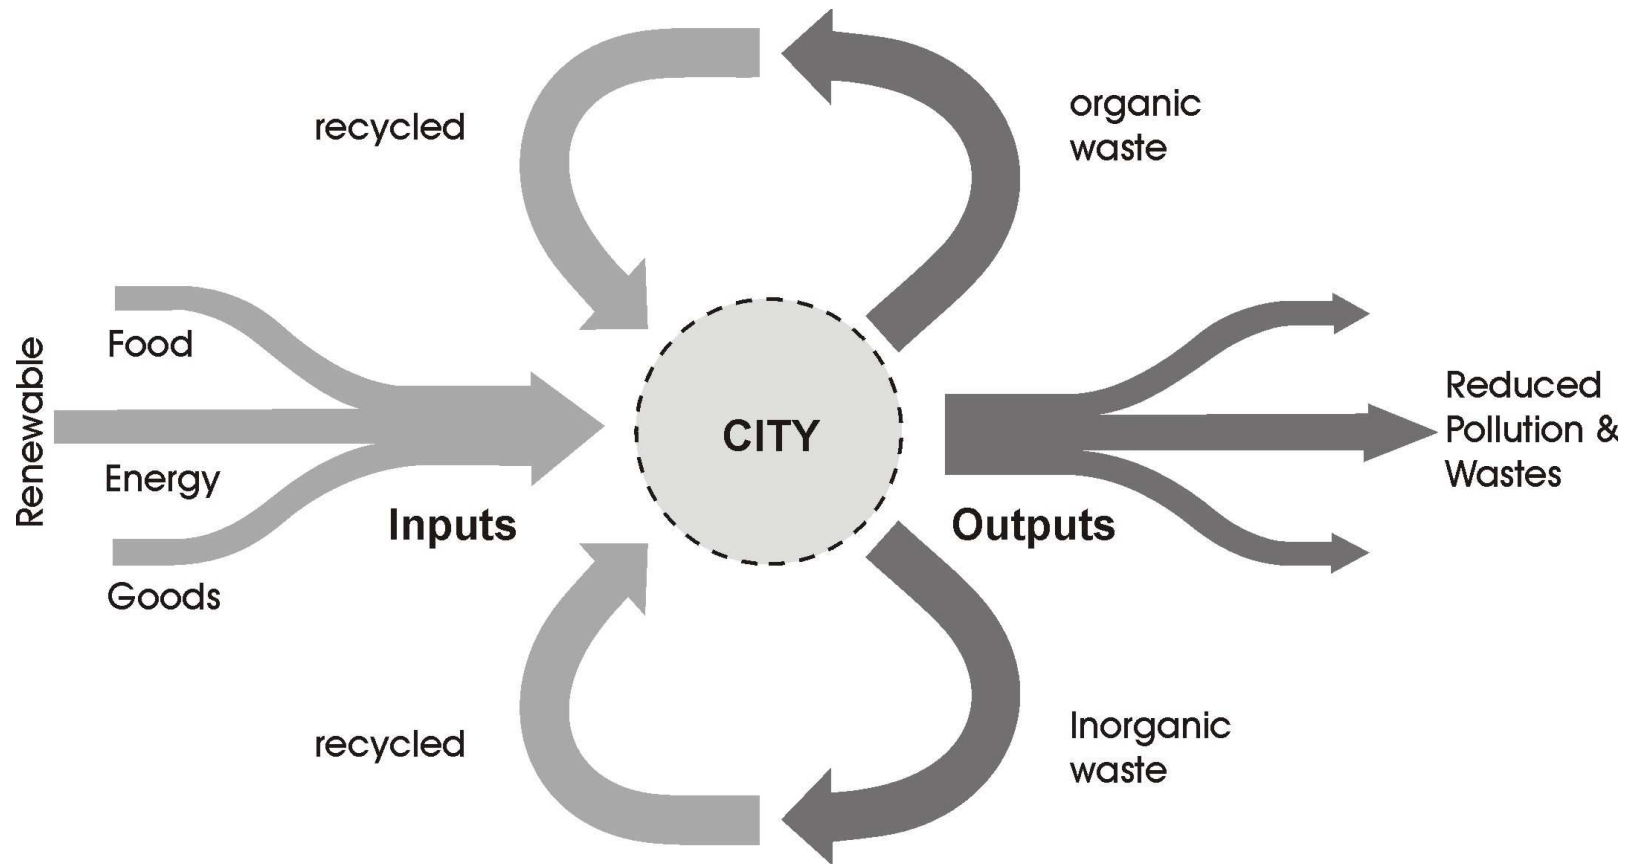 recycled
organic
waste
Renewable
Food
Energy
Goods
Inputs
CITY
Outputs
Reduced
Pollution &
Wastes
recycled
Inorganic
waste